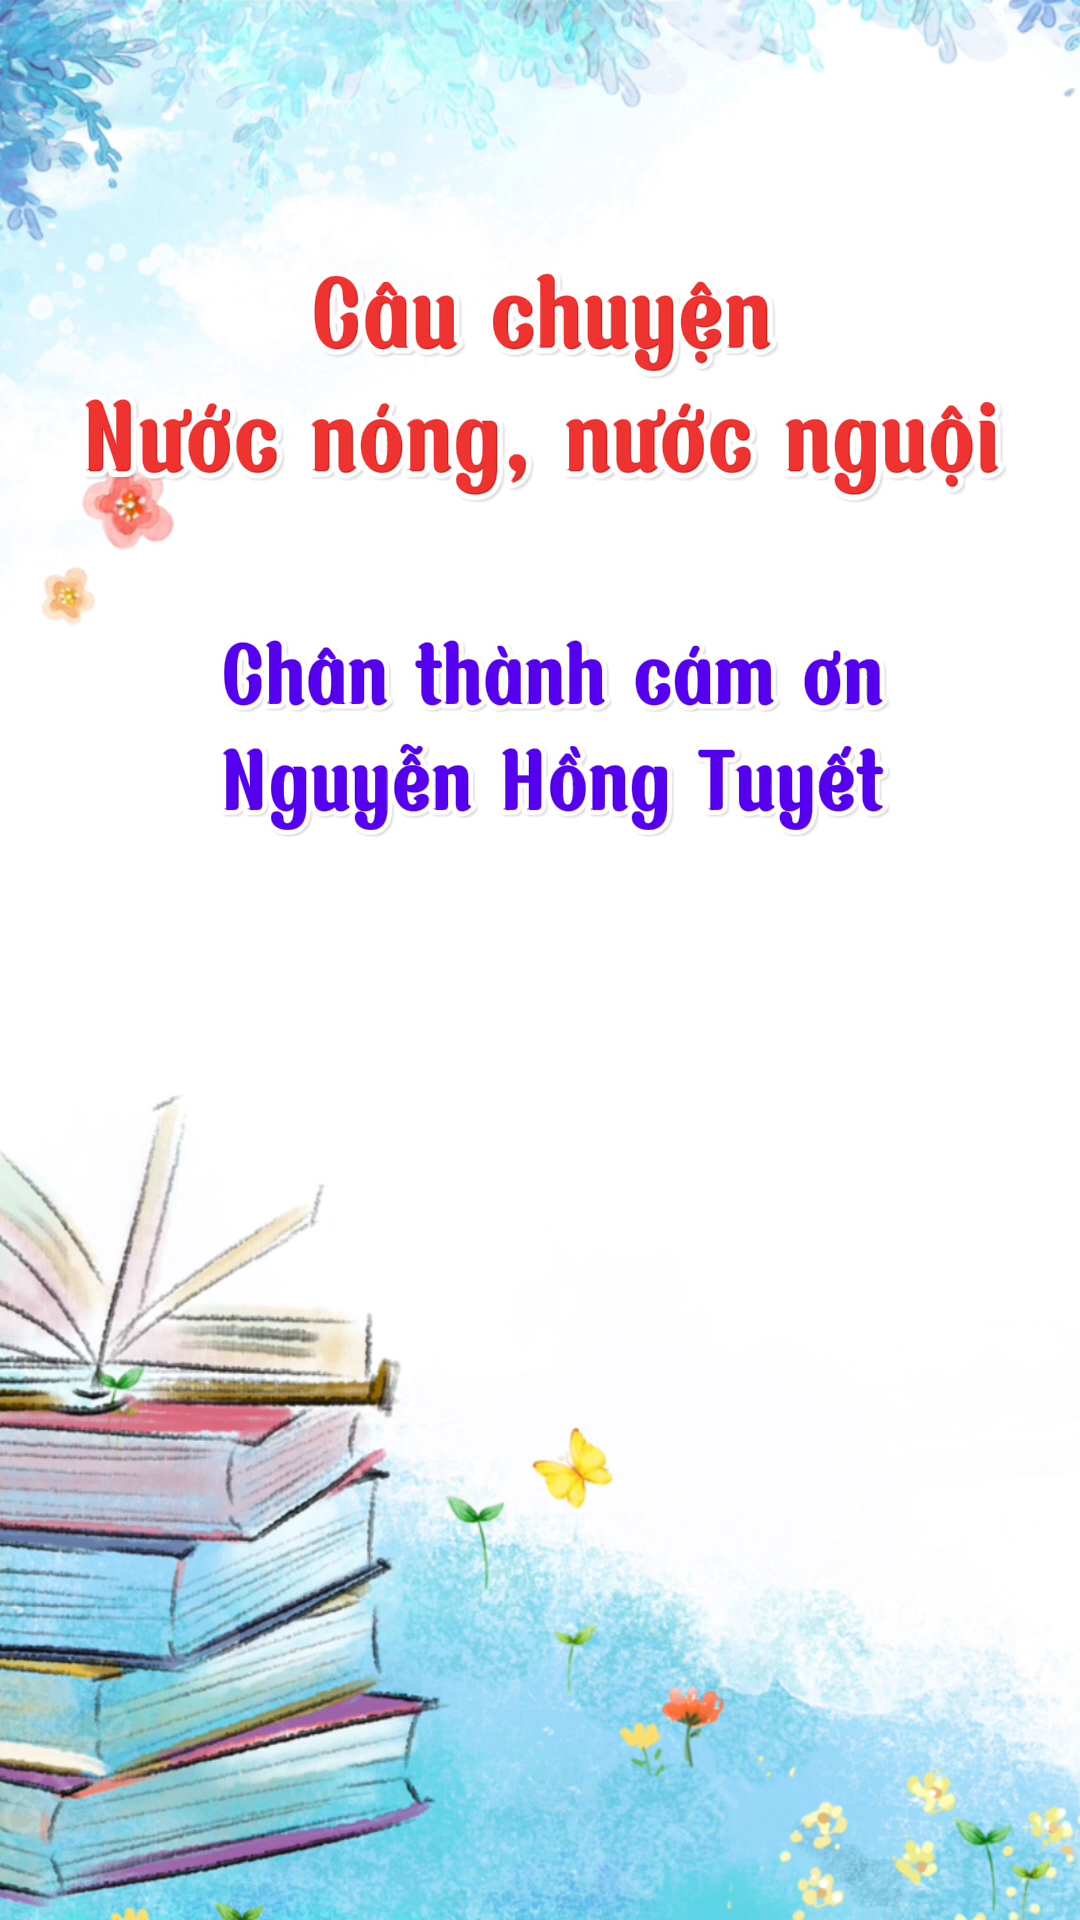 Câu chuyện
Nước nóng, nước nguội
Chân thành cám ơn
Nguyễn Hồng Tuyết